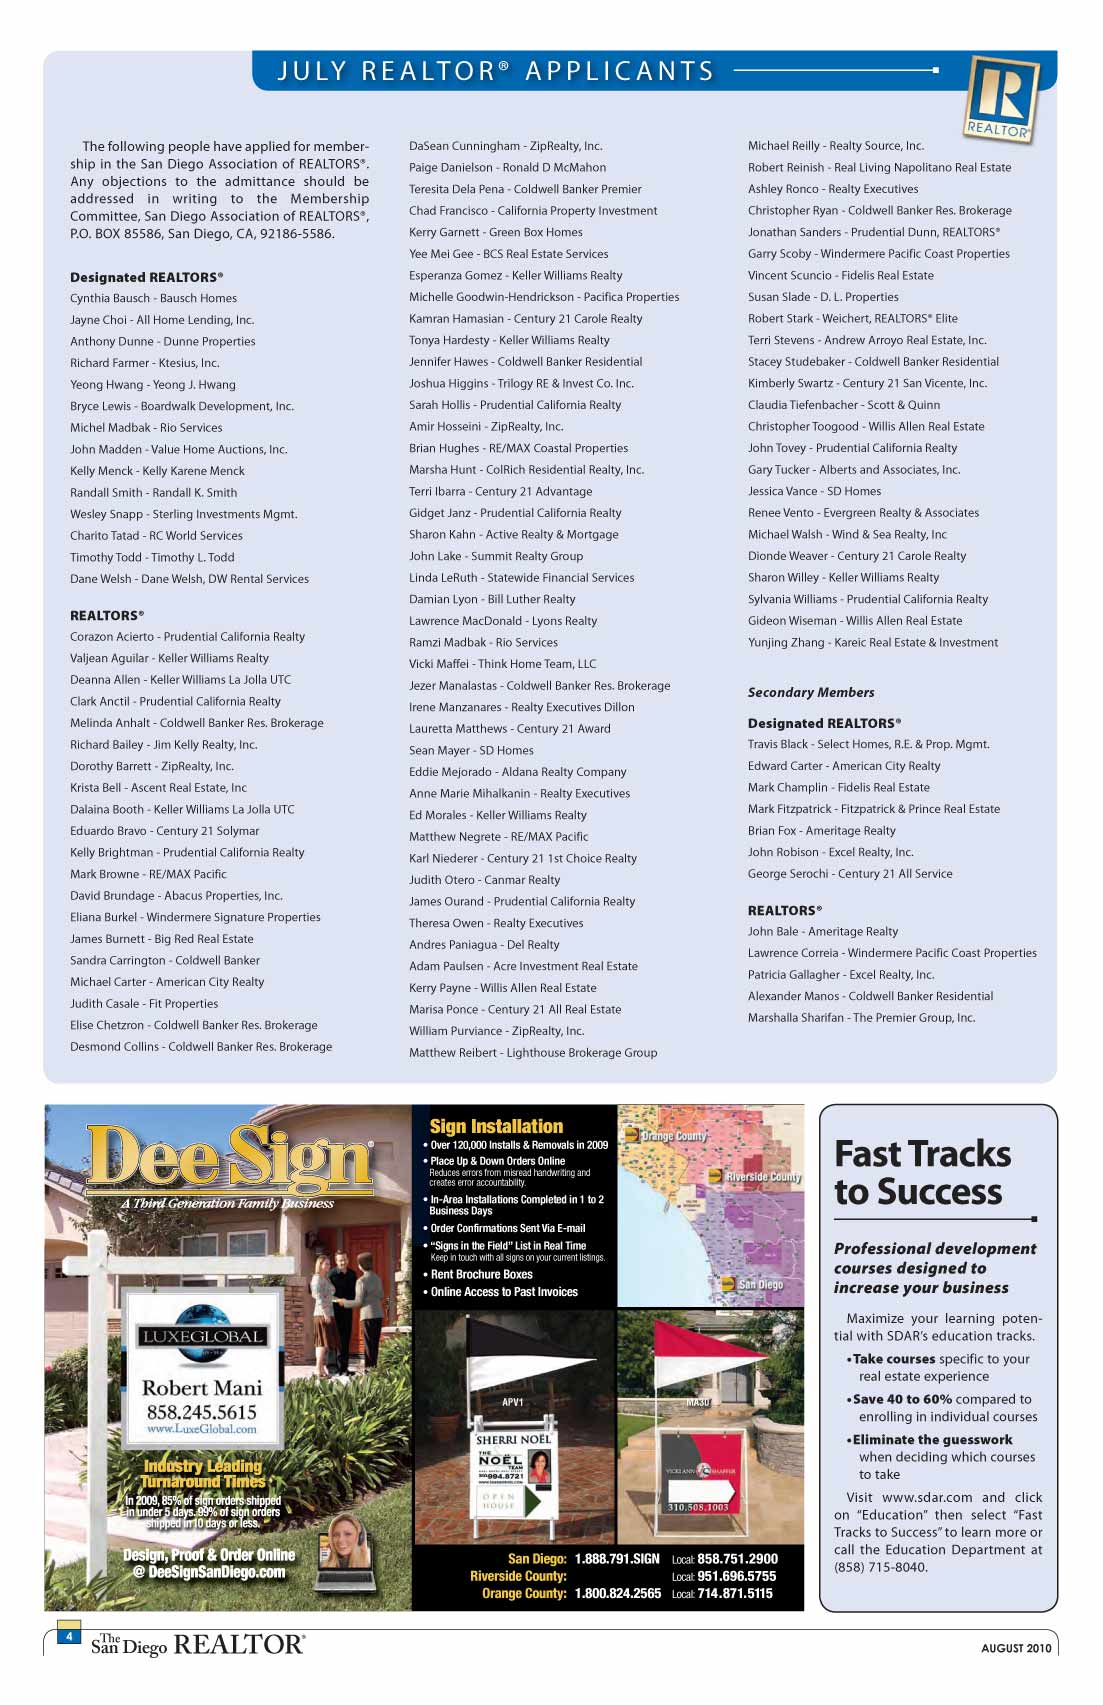 JULY REALTOR® APPLICANTS
REALTOR®
The following people have applied for member-
ship in the San Diego Association of REALTORS®.
Any objections to the admittance should be
addressed in writing to the Membership
Committee, San Diego Association of REALTORS®,
P.O. BOX 85586, San Diego, CA, 92186-5586.
Designated REALTORS®
Cynthia Bausch - Bausch Homes
Jayne Choi - All Home Lending, Inc.
Anthony Dunne - Dunne Properties
Richard Farmer - Ktesius, Inc.
Yeong Hwang - Yeong J. Hwang
Bryce Lewis - Boardwalk Development, Inc.
Michel Madbak - Rio Services
John Madden - Value Home Auctions, Inc.
Kelly Menck - Kelly Karene Menck
Randall Smith - Randall K. Smith
Wesley Snapp - Sterling Investments Mgmt.
Charito Tatad - RC World Services
Timothy Todd - Timothy L. Todd
Dane Welsh - Dane Welsh, DW Rental Services
REALTORS®
Corazon Acierto - Prudential California Realty
Valjean Aguilar - Keller Williams Realty
Deanna Allen - Keller Williams La Jolla UTC
Clark Anctil - Prudential California Realty
Melinda Anhalt - Coldwell Banker Res. Brokerage
Richard Bailey - Jim Kelly Realty, Inc.
Dorothy Barrett - ZipRealty, Inc.
Krista Bell - Ascent Real Estate, Inc
Dalaina Booth - Keller Williams La Jolla UTC
Eduardo Bravo - Century 21 Solymar
Kelly Brightman - Prudential California Realty
Mark Browne - RE/MAX Pacific
David Brundage - Abacus Properties, Inc.
Eliana Burkel - Windermere Signature Properties
James Burnett - Big Red Real Estate
Sandra Carrington - Coldwell Banker
Michael Carter - American City Realty
Judith Casale - Fit Properties
Elise Chetzron - Coldwell Banker Res. Brokerage
Desmond Collins - Coldwell Banker Res. Brokerage
DaSean Cunningham - ZipRealty, Inc.
Paige Danielson - Ronald D McMahon
Teresita Dela Pena - Coldwell Banker Premier
Chad Francisco - California Property Investment
Kerry Garnett - Green Box Homes
Yee Mei Gee - BCS Real Estate Services
Esperanza Gomez - Keller Williams Realty
Michelle Goodwin-Hendrickson - Pacifica Properties
Kamran Hamasian - Century 21 Carole Realty
Tonya Hardesty - Keller Williams Realty
Jennifer Hawes - Coldwell Banker Residential
Joshua Higgins - Trilogy RE & Invest Co. Inc.
Sarah Hollis - Prudential California Realty
Amir Hosseini - ZipRealty, Inc.
Brian Hughes - RE/MAX Coastal Properties
Marsha Hunt - ColRich Residential Realty, Inc.
Terri Ibarra - Century 21 Advantage
Gidget Janz - Prudential California Realty
Sharon Kahn - Active Realty & Mortgage
John Lake - Summit Realty Group
Linda LeRuth - Statewide Financial Services
Damian Lyon - Bill Luther Realty
Lawrence MacDonald - Lyons Realty
Ramzi Madbak - Rio Services
Vicki Maffei - Think Home Team, LLC
Jezer Manalastas - Coldwell Banker Res. Brokerage
Irene Manzanares - Realty Executives Dillon
Lauretta Matthews - Century 21 Award
Sean Mayer - SD Homes
Eddie Mejorado - Aldana Realty Company
Anne Marie Mihalkanin - Realty Executives
Ed Morales - Keller Williams Realty
Matthew Negrete - RE/MAX Pacific
Karl Niederer - Century 21 1st Choice Realty
Judith Otero - Canmar Realty
James Ourand - Prudential California Realty
Theresa Owen - Realty Executives
Andres Paniagua - Del Realty
Adam Paulsen - Acre Investment Real Estate
Kerry Payne - Willis Allen Real Estate
Marisa Ponce - Century 21 All Real Estate
William Purviance - ZipRealty, Inc.
Matthew Reibert - Lighthouse Brokerage Group
Michael Reilly - Realty Source, Inc.
Robert Reinish - Real Living Napolitano Real Estate
Ashley Ronco - Realty Executives
Christopher Ryan - Coldwell Banker Res. Brokerage
Jonathan Sanders - Prudential Dunn, REALTORS®
Garry Scoby - Windermere Pacific Coast Properties
Vincent Scuncio - Fidelis Real Estate
Susan Slade - D. L. Properties
Robert Stark - Weichert, REALTORS® Elite
Terri Stevens - Andrew Arroyo Real Estate, Inc.
Stacey Studebaker - Coldwell Banker Residential
Kimberly Swartz - Century 21 San Vicente, Inc.
Claudia Tiefenbacher - Scott & Quinn
Christopher Toogood - Willis Allen Real Estate
John Tovey - Prudential California Realty
Gary Tucker - Alberts and Associates, Inc.
Jessica Vance - SD Homes
Renee Vento - Evergreen Realty & Associates
Michael Walsh - Wind & Sea Realty, Inc
Dionde Weaver - Century 21 Carole Realty
Sharon Willey - Keller Williams Realty
Sylvania Williams - Prudential California Realty
Gideon Wiseman - Willis Allen Real Estate
Yunjing Zhang - Kareic Real Estate & Investment
Secondary Members
Designated REALTORS®
Travis Black - Select Homes, R.E. & Prop. Mgmt.
Edward Carter - American City Realty
Mark Champlin - Fidelis Real Estate
Mark Fitzpatrick - Fitzpatrick & Prince Real Estate
Brian Fox - Ameritage Realty
John Robison - Excel Realty, Inc.
George Serochi - Century 21 All Service
REALTORS®
John Bale - Ameritage Realty
Lawrence Correia - Windermere Pacific Coast Properties
Patricia Gallagher - Excel Realty, Inc.
Alexander Manos - Coldwell Banker Residential
Marshalla Sharifan - The Premier Group, Inc.
Dee Sign®
A Third Generation Family Business
LUXEGLOBAL
Robert Mani
858.245.5615
www.LuxeGlobal.com
Industry Leading
Turnaround Times
In 2009, 85% of sign orders shipped
in under 5 days. 99% of sign orders
shipped in 10 days or less.
Design, Proof & Order Online
@ DeeSignSanDiego.com
Sign Installation
• Over 120,000 Installs & Removals in 2009
• Place Up & Down Orders Online
Reduces errors from misread handwriting and
creates error accountability.
• In-Area Installations Completed in 1 to 2
Business Days
• Order Confirmations Sent Via E-mail
• "Signs in the Field" List in Real Time
Keep in touch with all signs on your current listings.
• Rent Brochure Boxes
• Online Access to Past Invoices
Orange County
Riverside County
San Diego
APV1
SHERRI NOËL
THE
NOËL
TEAM
994.8721
OPEN
HOUSE
MA30
VICKI ANN SHAFFER
310.508.1003
San Diego: 1.888.791.SIGN Local: 858.751.2900
Riverside County: Local: 951.696.5755
Orange County: 1.800.824.2565 Local: 714.871.5115
Fast Tracks
to Success
Professional development
courses designed to
increase your business
Maximize your learning poten-
tial with SDAR's education tracks.
• Take courses specific to your
real estate experience
• Save 40 to 60% compared to
enrolling in individual courses
• Eliminate the guesswork
when deciding which courses
to take
Visit www.sdar.com and click
on "Education" then select "Fast
Tracks to Success" to learn more or
call the Education Department at
(858) 715-8040.
4
The San Diego REALTOR®
AUGUST 2010